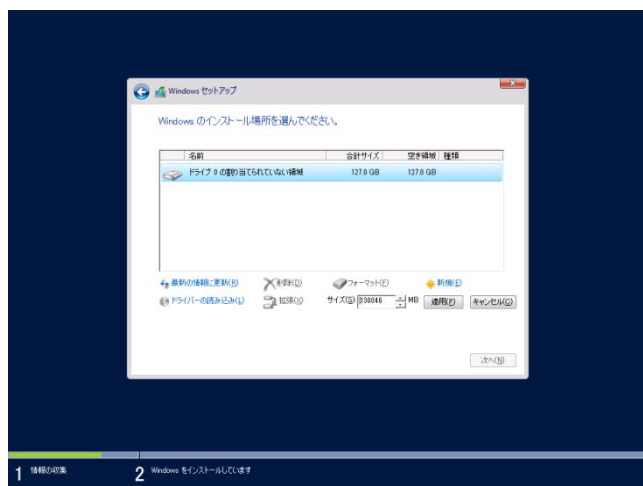 Windows セットアップ
Windows のインストール場所を選んでください。
名前 合計サイズ 空き領域 種類
ドライブ 0 の割り当てられていない領域 127.0 GB 127.0 GB
最新の情報に更新(R) 削除(D) フォーマット(F) 新規(E)
ドライバーの読み込み(L) 拡張(X) サイズ(S) MB 適用(P) キャンセル(C)
次へ(N)
1 情報の収集 2 Windows をインストールしています